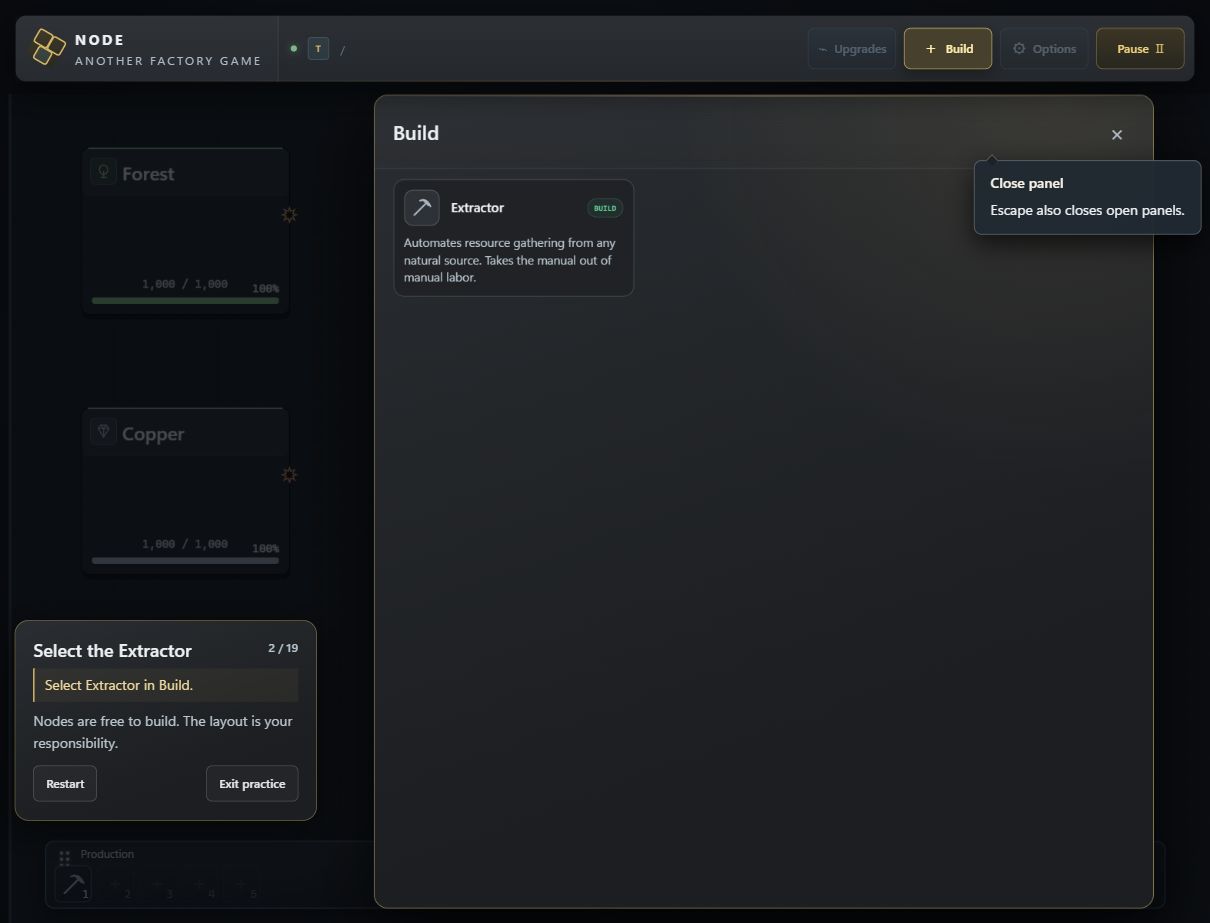 NODE
ANOTHER FACTORY GAME
T /
Upgrades
+ Build
Options
Pause
Build
×
Close panel
Escape also closes open panels.
Extractor
BUILD
Automates resource gathering from any
natural source. Takes the manual out of
manual labor.
Forest
1,000 / 1,000 100%
Copper
1,000 / 1,000 100%
Select the Extractor 2 / 19
Select Extractor in Build.
Nodes are free to build. The layout is your
responsibility.
Restart
Exit practice
Production
1 + 2 + 3 + 4 + 5